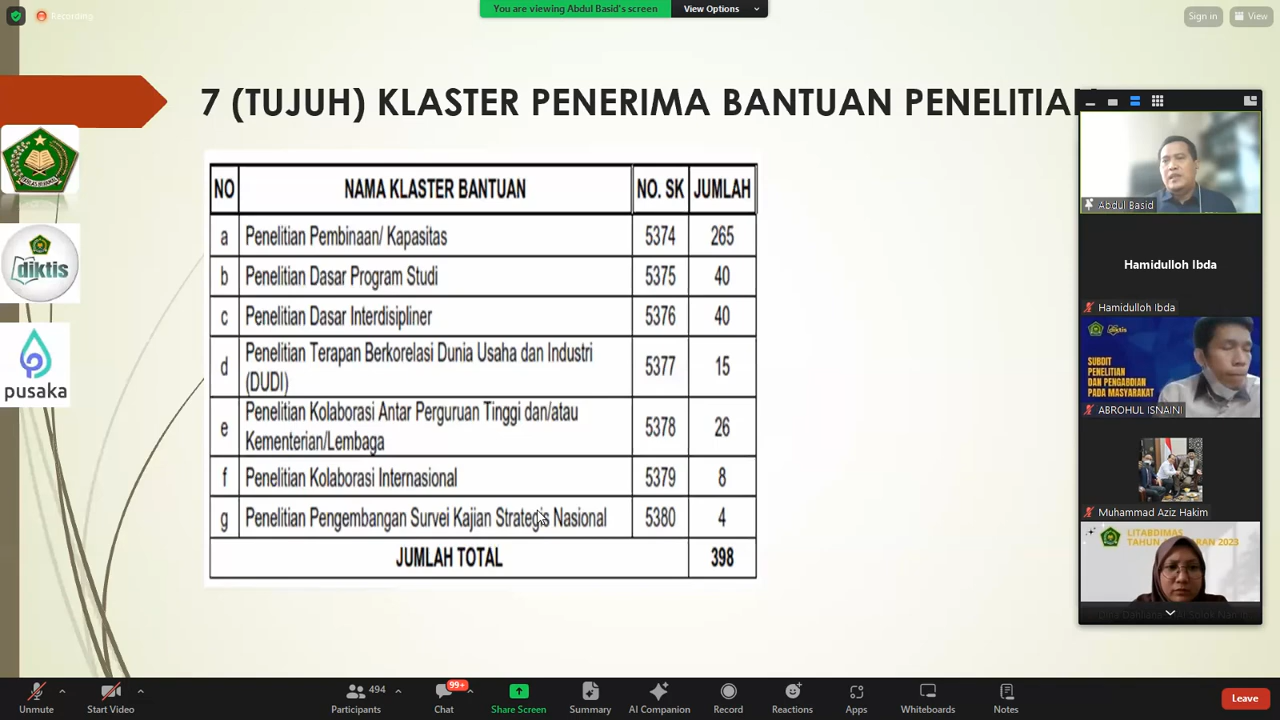 Recording
You are viewing Abdul Basid's screen
View Options
Sign in
View
7 (TUJUH) KLASTER PENERIMA BANTUAN PENELITIAN
NO NAMA KLASTER BANTUAN NO. SK JUMLAH
a Penelitian Pembinaan/ Kapasitas 5374 265
b Penelitian Dasar Program Studi 5375 40
c Penelitian Dasar Interdisipliner 5376 40
d Penelitian Terapan Berkorelasi Dunia Usaha dan Industri
(DUDI) 5377 15
e Penelitian Kolaborasi Antar Perguruan Tinggi dan/atau
Kementerian/Lembaga 5378 26
f Penelitian Kolaborasi Internasional 5379 8
g Penelitian Pengembangan Survei Kajian Strategis Nasional 5380 4
JUMLAH TOTAL 398
diktis
pusaka
Abdul Basid
Hamidulloh Ibda
Hamidulloh Ibda
diktis
SUBDIT
PENELITIAN
DAN PENGABDIAN
PADA MASYARAKAT
ABROHUL ISNAINI
Muhammad Aziz Hakim
LITABDIMAS
TAHUN ANGGARAN 2023
Unmute
Start Video
494
Participants
99+
Chat
Share Screen
Summary
AI Companion
Record
Reactions
Apps
Whiteboards
Notes
Leave